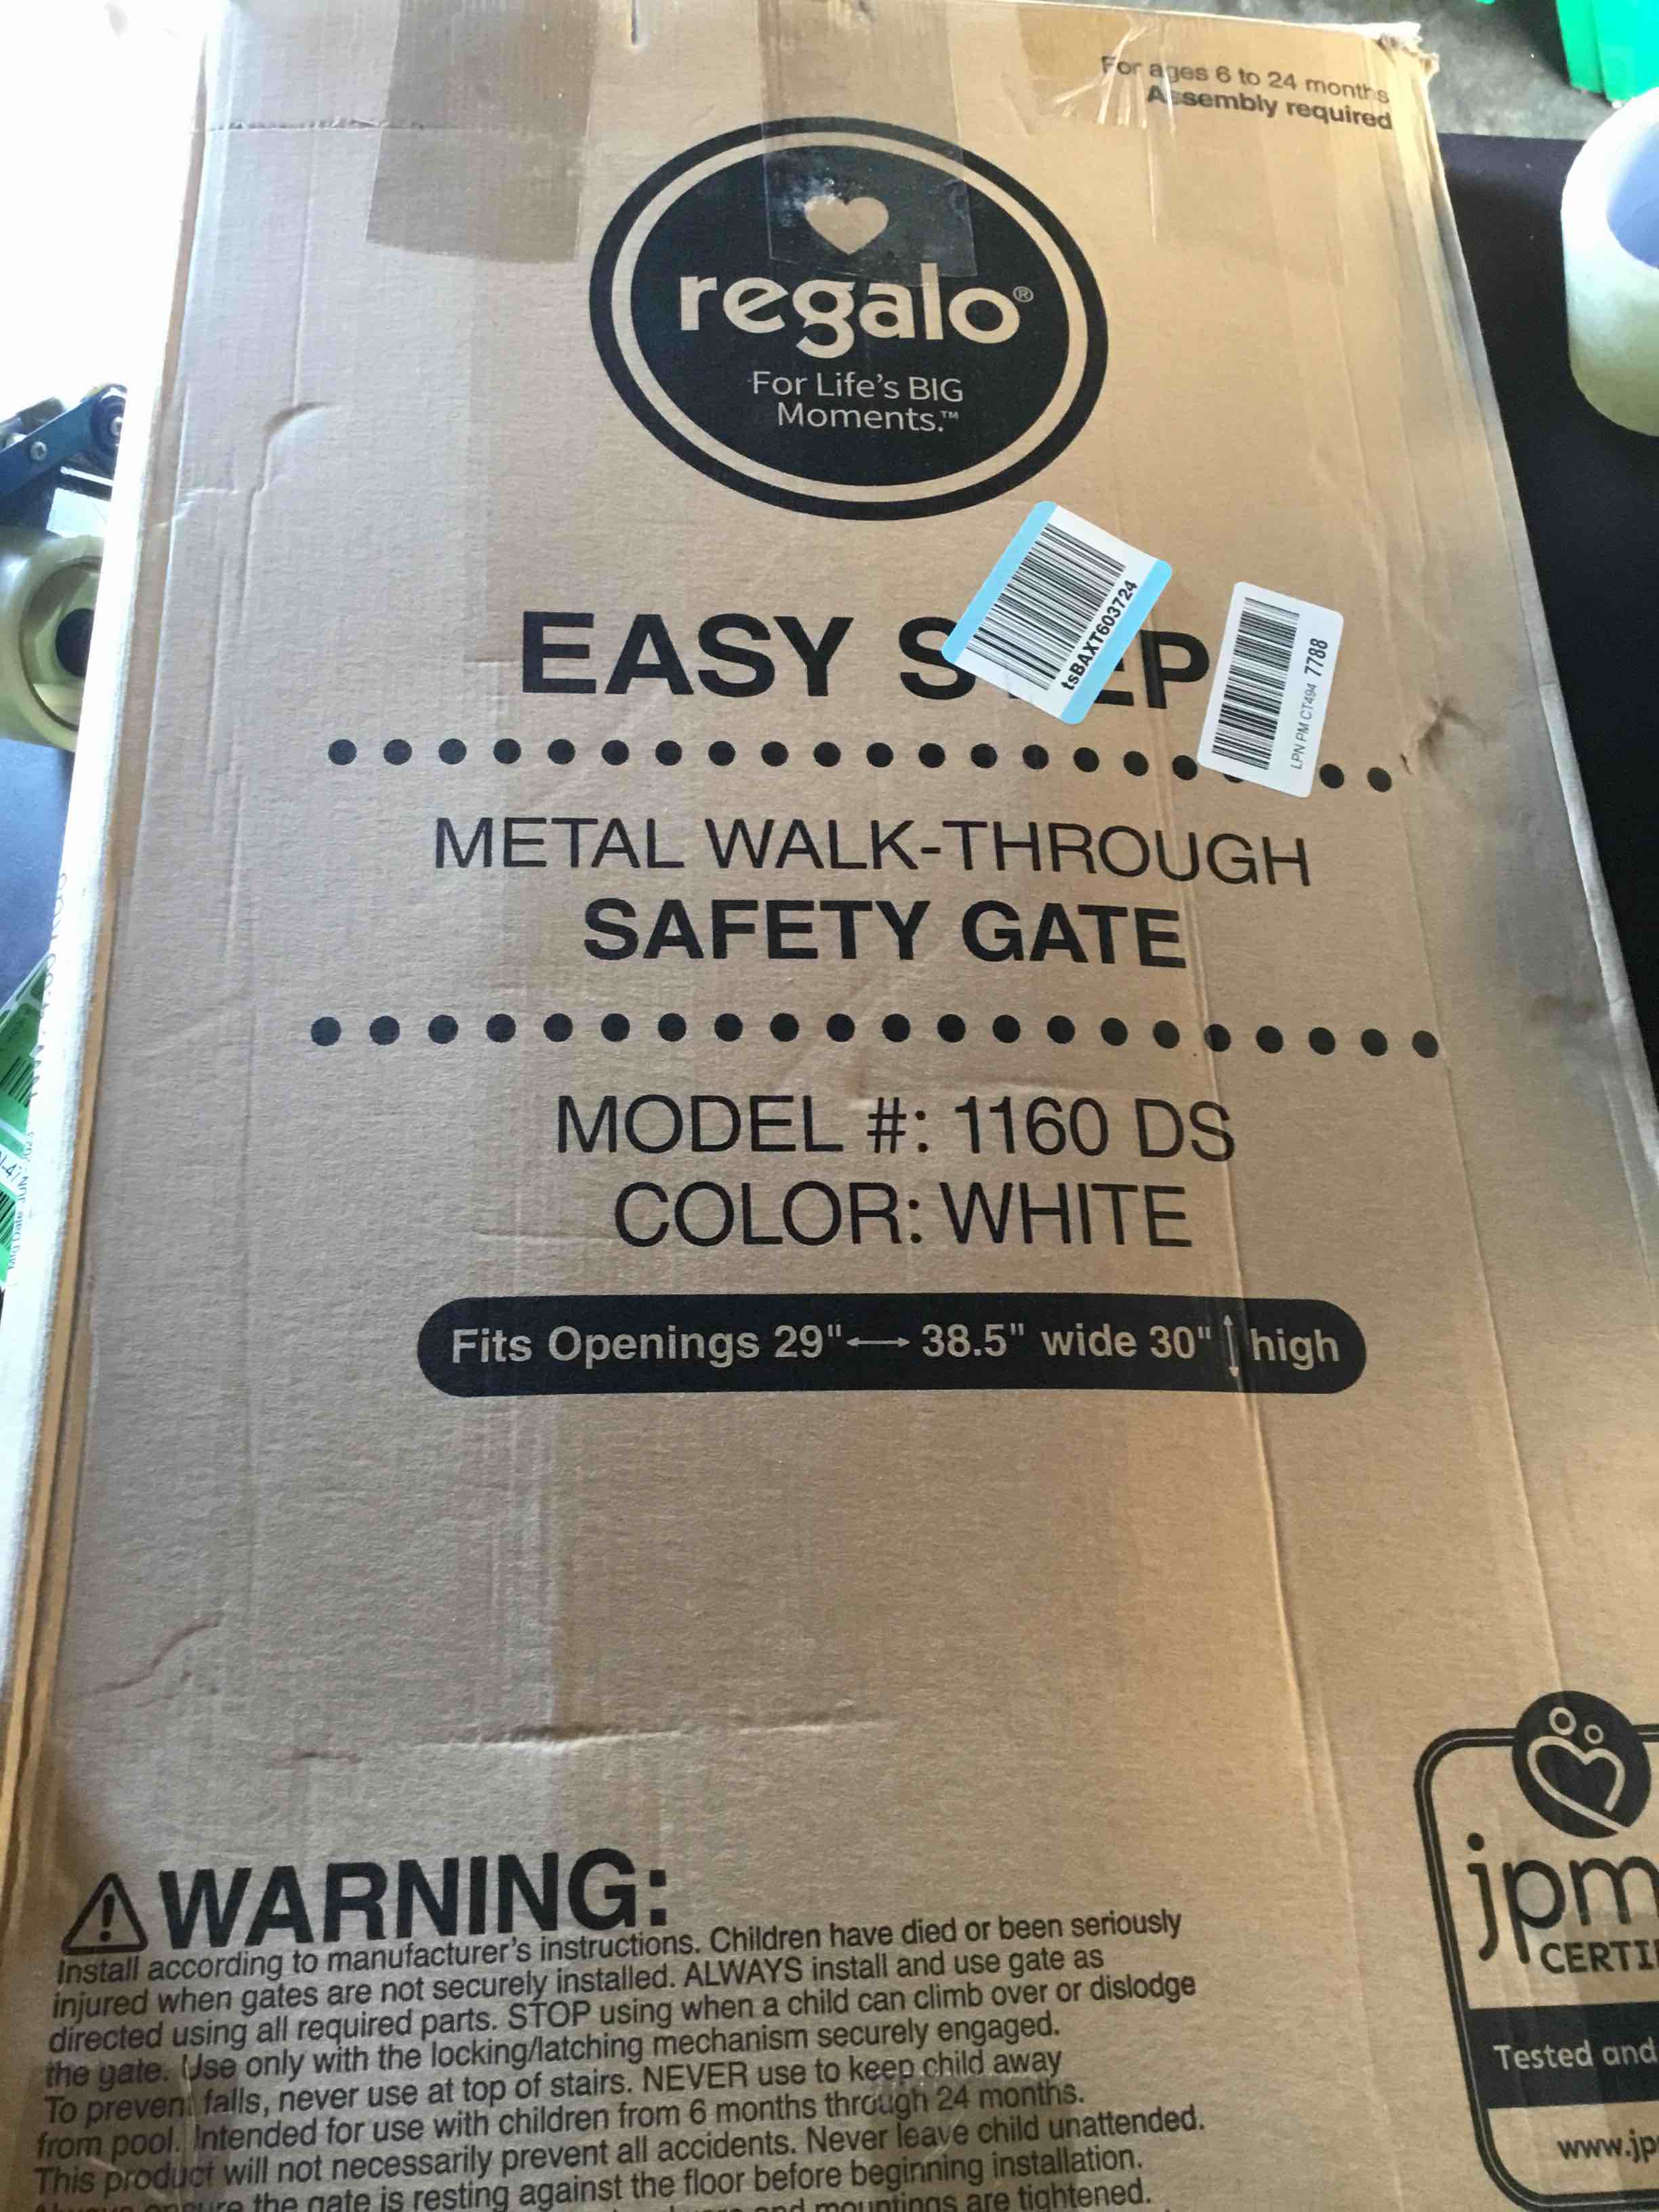 For ages 6 to 24 months
Assembly required
regalo®
For Life's BIG
Moments.™
EASY
tsBAXT603724
LPN PM CT494 7788
METAL WALK-THROUGH
SAFETY GATE
MODEL #: 1160 DS
COLOR: WHITE
Fits Openings 29" ↔ 38.5" wide 30" ↕ high
⚠WARNING:
Install according to manufacturer's instructions. Children have died or been seriously
injured when gates are not securely installed. ALWAYS install and use gate as
directed using all required parts. STOP using when a child can climb over or dislodge
the gate. Use only with the locking/latching mechanism securely engaged.
To prevent falls, never use at top of stairs. NEVER use to keep child away
from pool. Intended for use with children from 6 months through 24 months.
This product will not necessarily prevent all accidents. Never leave child unattended.
the gate is resting against the floor before beginning installation.
and mountings are tightened.
jpm
CERTI
Tested and
www.jp